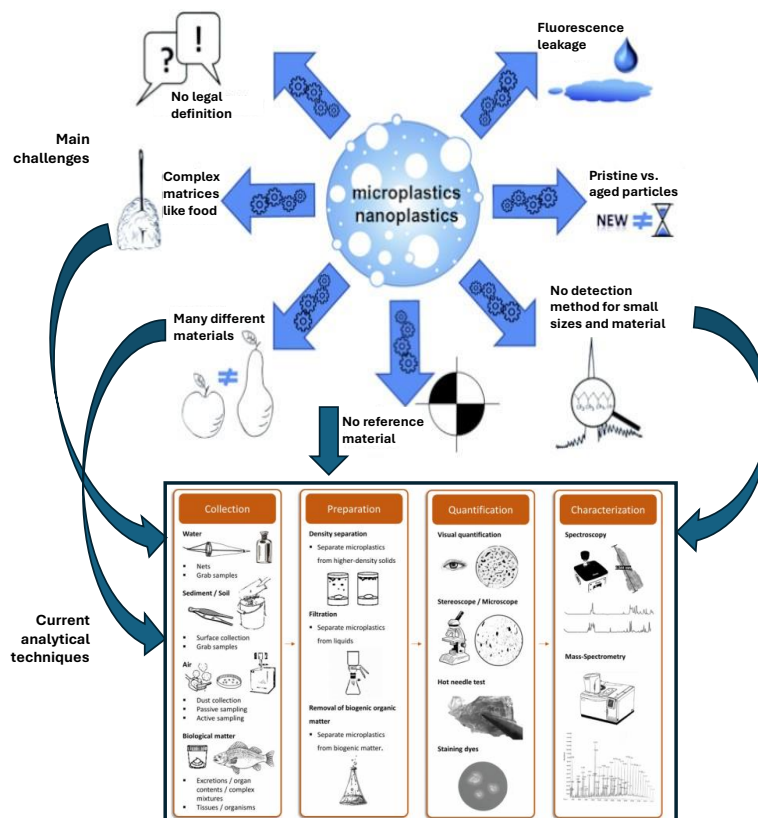 ?
!
No legal
definition
Fluorescence
leakage
Main
challenges
Complex
matrices
like food
microplastics
nanoplastics
Pristine vs.
aged particles
NEW ≠
Many different
materials
≠
No detection
method for small
sizes and material
No reference
material
Current
analytical
techniques
Collection
Water
▪ Nets
▪ Grab samples
Sediment / Soil
▪ Surface collection
▪ Grab samples
Air
▪ Dust collection
▪ Passive sampling
▪ Active sampling
Biological matter
▪ Excretions / organ
contents / complex
mixtures
▪ Tissues / organisms
Preparation
Density separation
▪ Separate microplastics
from higher-density solids
Filtration
▪ Separate microplastics
from liquids
Removal of biogenic organic
matter
▪ Separate microplastics
from biogenic matter.
Quantification
Visual quantification
Stereoscope / Microscope
Hot needle test
Staining dyes
Characterization
Spectroscopy
Mass-Spectrometry